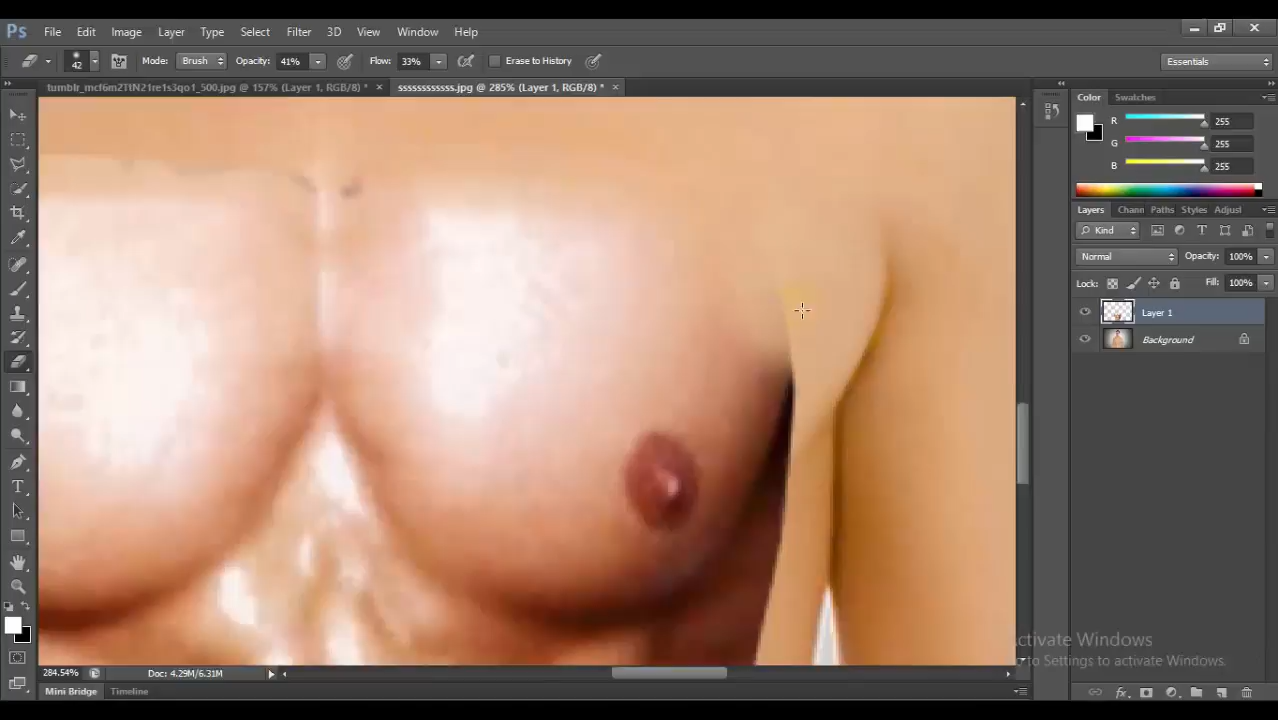 Ps File Edit Image Layer Type Select Filter 3D View Window Help
42 Mode: Brush Opacity: 41% Flow: 33% Erase to History Essentials
tumblr_mcf6m2TtN21re1s3qo1_500.jpg @ 157% (Layer 1, RGB/8) * × ssssssssssss.jpg @ 285% (Layer 1, RGB/8) * ×
Color Swatches
R 255
G 255
B 255
Layers Chann Paths Styles Adjust
Kind
Normal Opacity: 100%
Lock: Fill: 100%
Layer 1
Background
T
Activate Windows
to Settings to activate Windows.
284.54% Doc: 4.29M/6.31M
Mini Bridge Timeline
fx